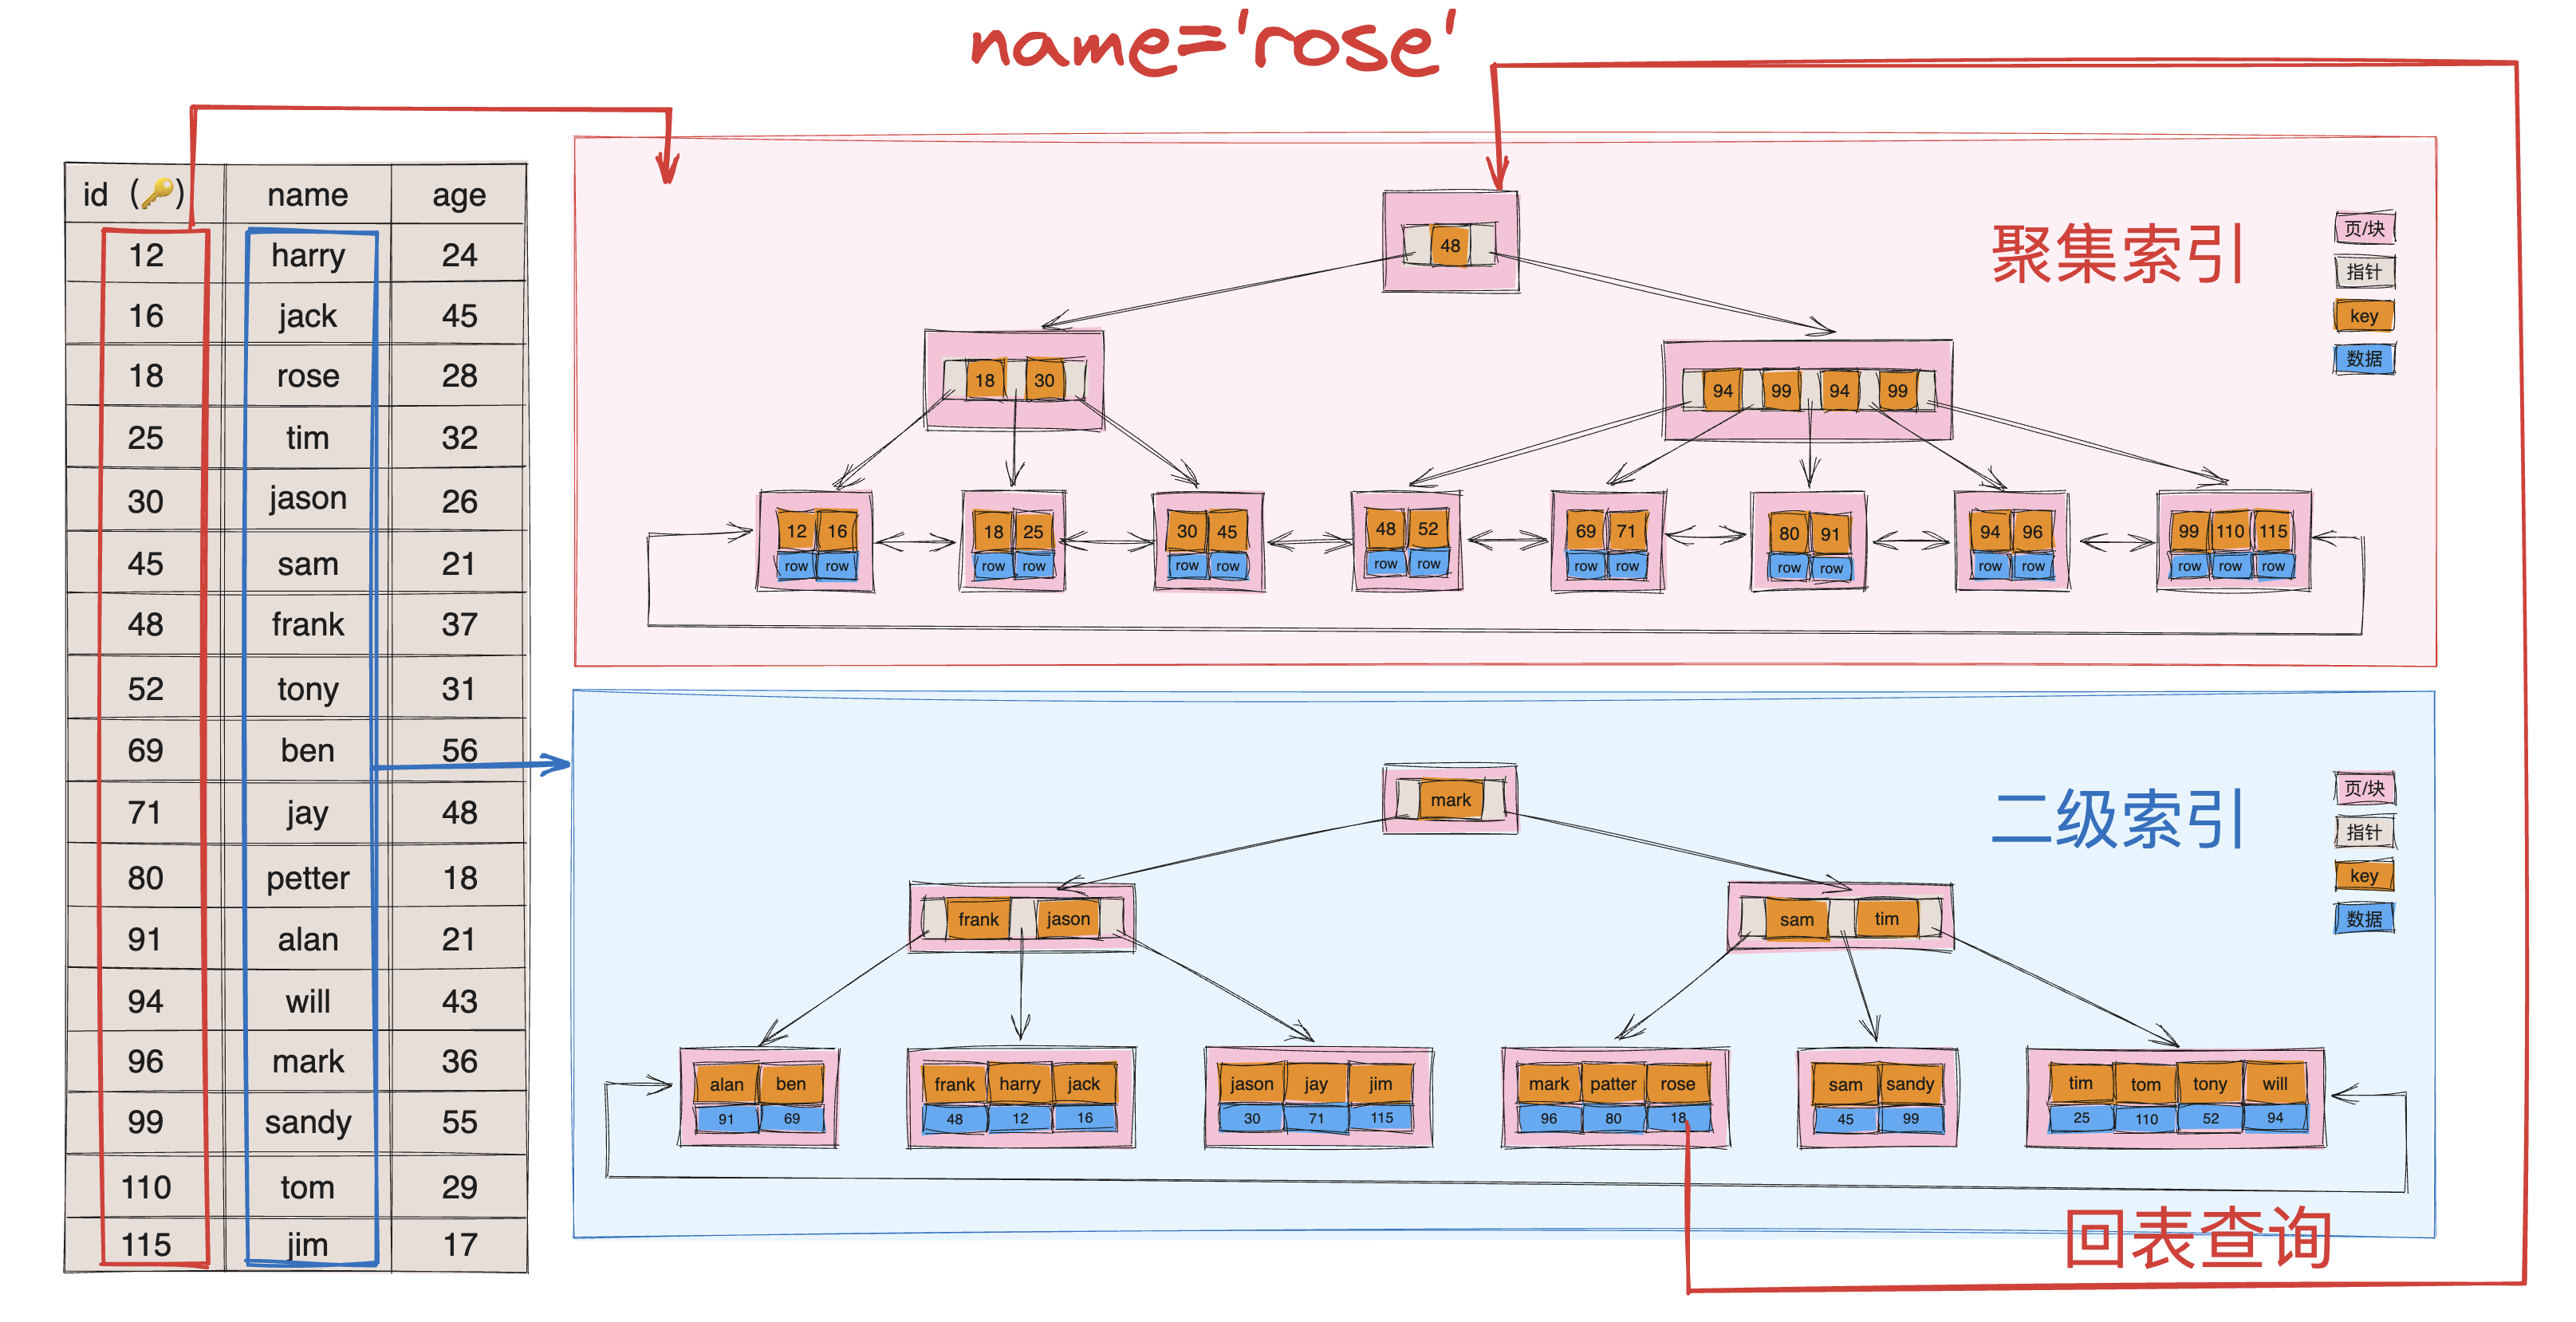 name='rose'
id (🔑) name age
12 harry 24
16 jack 45
18 rose 28
25 tim 32
30 jason 26
45 sam 21
48 frank 37
52 tony 31
69 ben 56
71 jay 48
80 petter 18
91 alan 21
94 will 43
96 mark 36
99 sandy 55
110 tom 29
115 jim 17
聚集索引
页/块
指针
key
数据
48
18 30
94 99 94 99
12 16
row row
18 25
row row
30 45
row row
48 52
row row
69 71
row row
80 91
row row
94 96
row row
99 110 115
row row row
二级索引
页/块
指针
key
数据
mark
frank jason
sam tim
alan ben
91 69
frank harry jack
48 12 16
jason jay jim
30 71 115
mark patter rose
96 80 18
sam sandy
45 99
tim tom tony will
25 110 52 94
回表查询